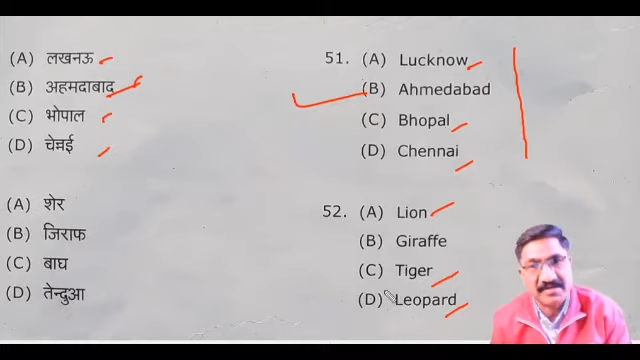 (A) लखनऊ
(B) अहमदाबाद
(C) भोपाल
(D) चेन्नई
(A) शेर
(B) जिराफ
(C) बाघ
(D) तेन्दुआ
51. (A) Lucknow
(B) Ahmedabad
(C) Bhopal
(D) Chennai
52. (A) Lion
(B) Giraffe
(C) Tiger
(D) Leopard